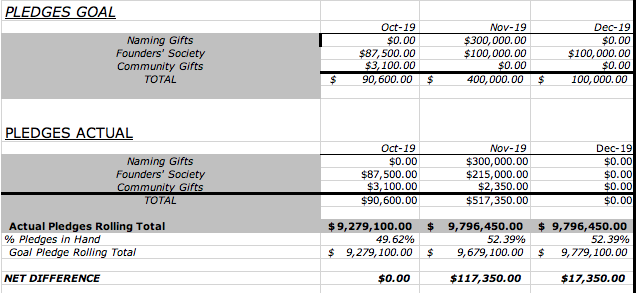 PLEDGES GOAL
Oct-19 Nov-19 Dec-19
Naming Gifts $0.00 $300,000.00 $0.00
Founders' Society $87,500.00 $100,000.00 $100,000.00
Community Gifts $3,100.00 $0.00 $0.00
TOTAL $ 90,600.00 $ 400,000.00 $ 100,000.00
PLEDGES ACTUAL
Oct-19 Nov-19 Dec-19
Naming Gifts $0.00 $300,000.00 $0.00
Founders' Society $87,500.00 $215,000.00 $0.00
Community Gifts $3,100.00 $2,350.00 $0.00
TOTAL $90,600.00 $517,350.00 $0.00
Actual Pledges Rolling Total $9,279,100.00 $ 9,796,450.00 $ 9,796,450.00
% Pledges in Hand 49.62% 52.39% 52.39%
Goal Pledge Rolling Total $ 9,279,100.00 $ 9,679,100.00 $ 9,779,100.00
NET DIFFERENCE $0.00 $117,350.00 $17,350.00